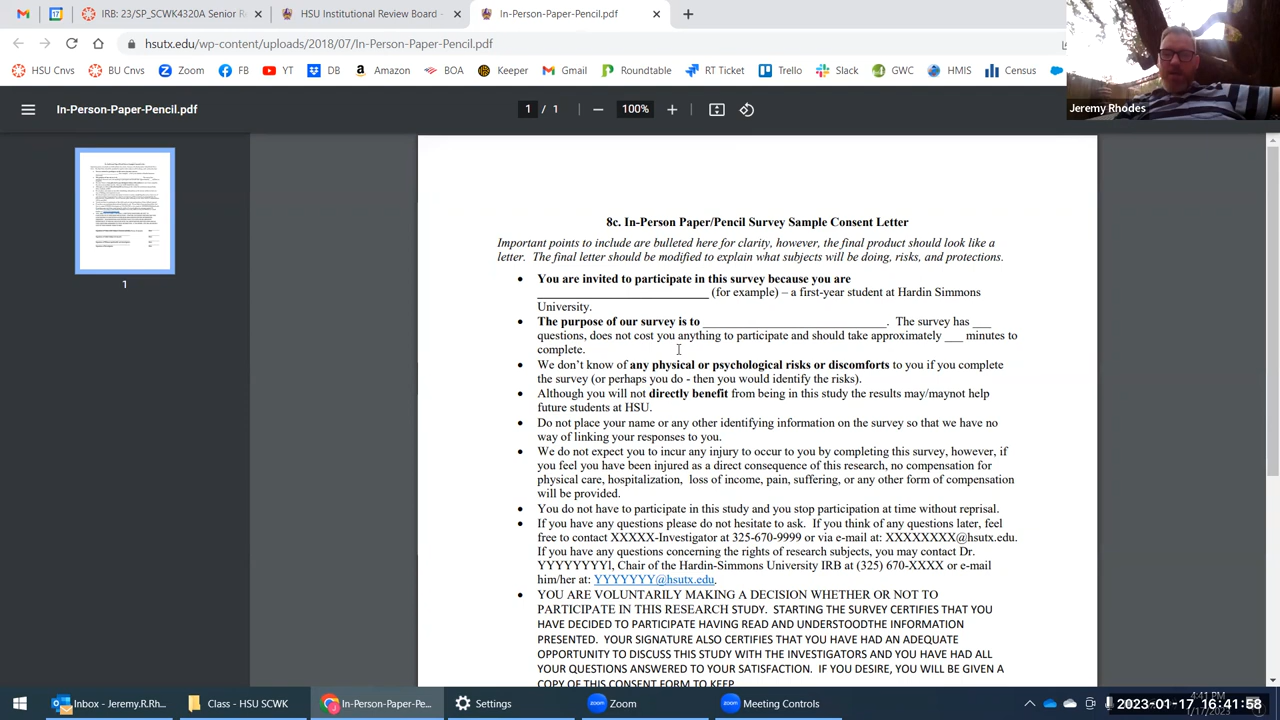 IRB: 23/SP_SCWK4320A Senior R
HSU Institutional Review Board -
In-Person-Paper-Pencil.pdf
hsutx.edu/wp-content/uploads/2018/07/In-Person-Paper-Pencil.pdf
HSU Cnvs
BU Cnvs
Zoom
FB
YT
DB
Amazon
BOA
Keeper
Gmail
Roundtable
RT Ticket
Trello
Slack
GWC
HMIS
Census
Jeremy Rhodes
In-Person-Paper-Pencil.pdf
1 / 1
100%
1
8c. In-Person Paper/Pencil Survey Sample Consent Letter
Important points to include are bulleted here for clarity, however, the final product should look like a
letter. The final letter should be modified to explain what subjects will be doing, risks, and protections.
• You are invited to participate in this survey because you are
__________________________ (for example) – a first-year student at Hardin Simmons
University.
• The purpose of our survey is to ____________________________. The survey has ___
questions, does not cost you anything to participate and should take approximately ___ minutes to
complete.
• We don't know of any physical or psychological risks or discomforts to you if you complete
the survey (or perhaps you do - then you would identify the risks).
• Although you will not directly benefit from being in this study the results may/maynot help
future students at HSU.
• Do not place your name or any other identifying information on the survey so that we have no
way of linking your responses to you.
• We do not expect you to incur any injury to occur to you by completing this survey, however, if
you feel you have been injured as a direct consequence of this research, no compensation for
physical care, hospitalization, loss of income, pain, suffering, or any other form of compensation
will be provided.
• You do not have to participate in this study and you stop participation at time without reprisal.
• If you have any questions please do not hesitate to ask. If you think of any questions later, feel
free to contact XXXXX-Investigator at 325-670-9999 or via e-mail at: XXXXXXXX@hsutx.edu.
If you have any questions concerning the rights of research subjects, you may contact Dr.
YYYYYYYYl, Chair of the Hardin-Simmons University IRB at (325) 670-XXXX or e-mail
him/her at: YYYYYYY@hsutx.edu.
• YOU ARE VOLUNTARILY MAKING A DECISION WHETHER OR NOT TO
PARTICIPATE IN THIS RESEARCH STUDY. STARTING THE SURVEY CERTIFIES THAT YOU
HAVE DECIDED TO PARTICIPATE HAVING READ AND UNDERSTOODTHE INFORMATION
PRESENTED. YOUR SIGNATURE ALSO CERTIFIES THAT YOU HAVE HAD AN ADEQUATE
OPPORTUNITY TO DISCUSS THIS STUDY WITH THE INVESTIGATORS AND YOU HAVE HAD ALL
YOUR QUESTIONS ANSWERED TO YOUR SATISFACTION. IF YOU DESIRE, YOU WILL BE GIVEN A
COPY OF THIS CONSENT FORM TO KEEP
Inbox - Jeremy.R.Rh...
Class - HSU SCWK
In-Person-Paper-Pe...
Settings
Zoom
Meeting Controls
4:41 PM
2023-01-17 16:41:58